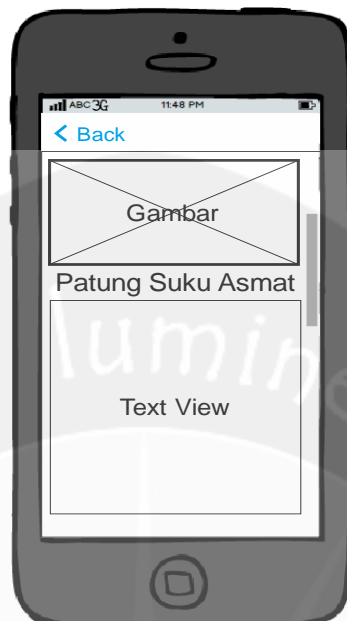 ABC 3G 11:48 PM
< Back
Gambar
Patung Suku Asmat
Text View